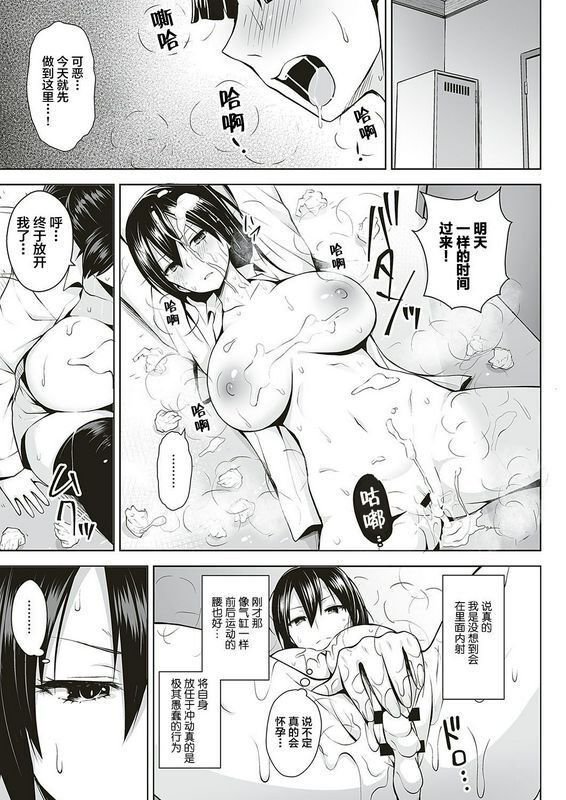 嘶
哈
哈
啊
哈
啊
可恶…
今天就先
做到这里…！
明天
一样的时间
过来！
哈
啊
哈
啊
哈
啊
………
咕嘟
呼…
终于放开
我了…
说真的
我是没想到会
在里面内射
刚才那
像气缸一样
前后运动的
腰也好…
说不定
真的会
怀孕…
将自身
放任于冲动真的是
极其愚蠢的行为
………